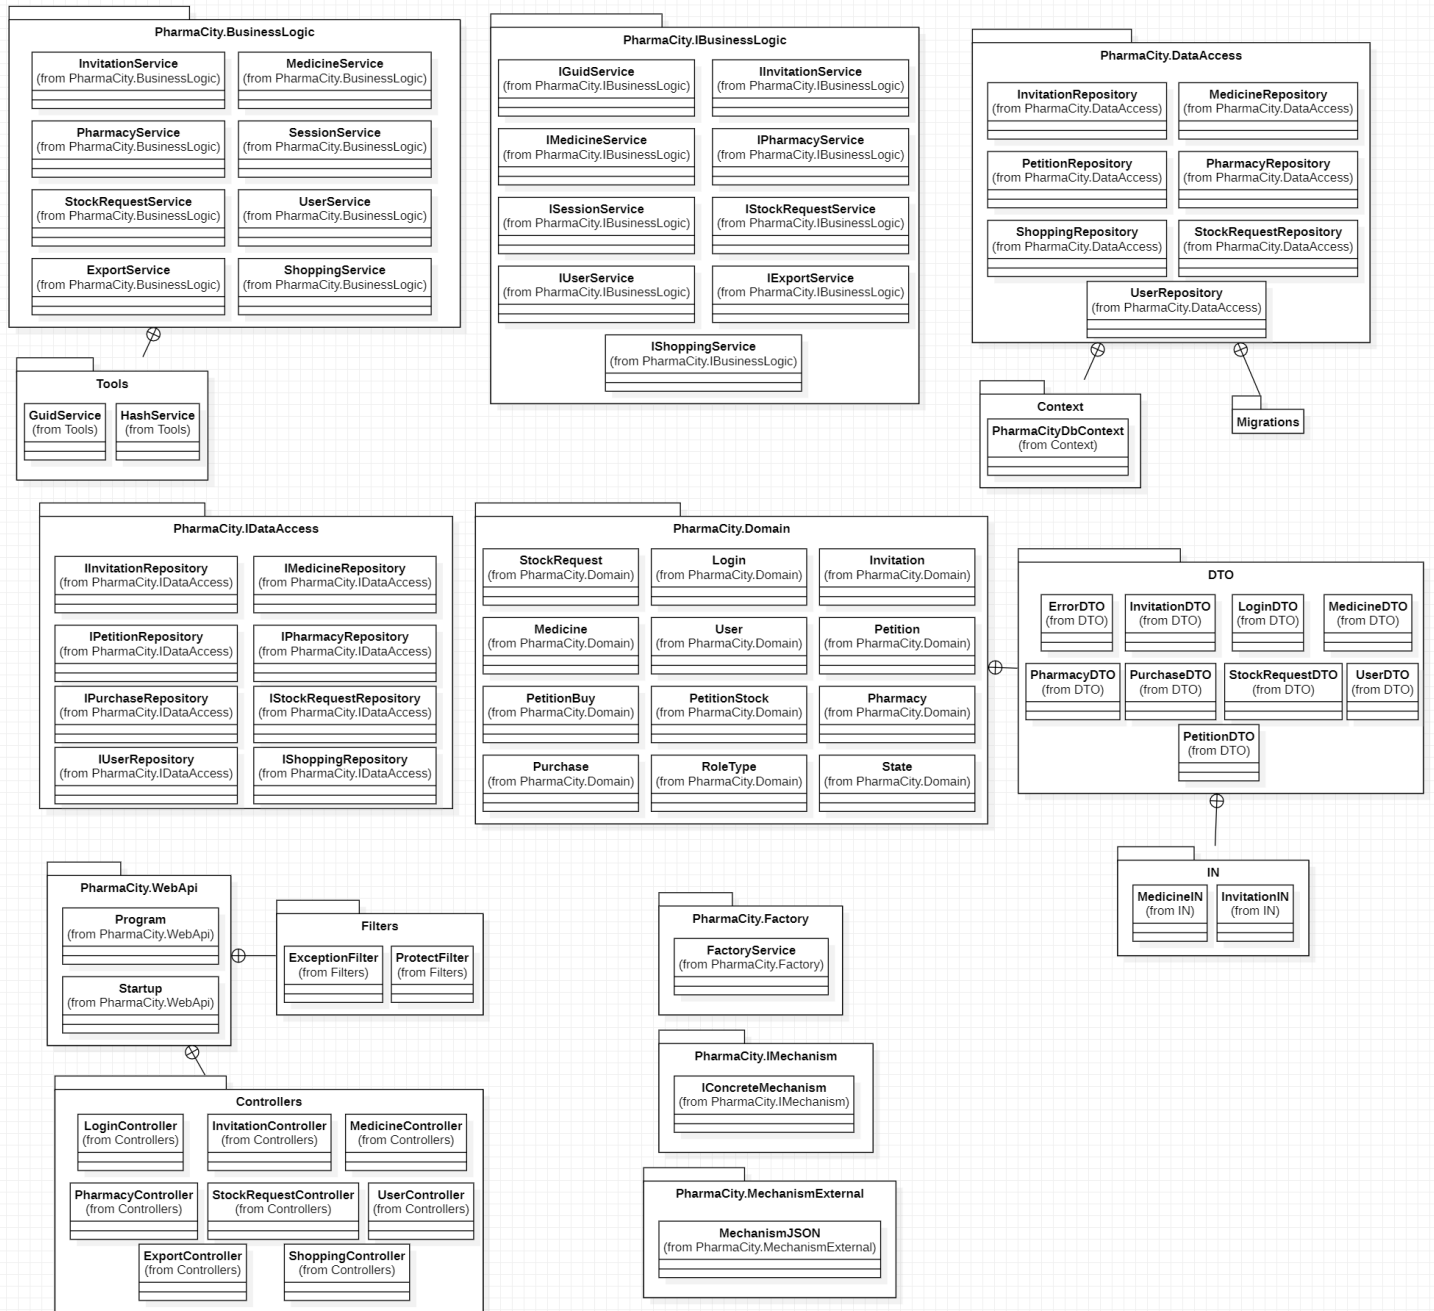 PharmaCity.BusinessLogic
InvitationService
(from PharmaCity.BusinessLogic)
MedicineService
(from PharmaCity.BusinessLogic)
PharmacyService
(from PharmaCity.BusinessLogic)
SessionService
(from PharmaCity.BusinessLogic)
StockRequestService
(from PharmaCity.BusinessLogic)
UserService
(from PharmaCity.BusinessLogic)
ExportService
(from PharmaCity.BusinessLogic)
ShoppingService
(from PharmaCity.BusinessLogic)
Tools
GuidService
(from Tools)
HashService
(from Tools)
PharmaCity.IBusinessLogic
IGuidService
(from PharmaCity.IBusinessLogic)
IInvitationService
(from PharmaCity.IBusinessLogic)
IMedicineService
(from PharmaCity.IBusinessLogic)
IPharmacyService
(from PharmaCity.IBusinessLogic)
ISessionService
(from PharmaCity.IBusinessLogic)
IStockRequestService
(from PharmaCity.IBusinessLogic)
IUserService
(from PharmaCity.IBusinessLogic)
IExportService
(from PharmaCity.IBusinessLogic)
IShoppingService
(from PharmaCity.IBusinessLogic)
PharmaCity.DataAccess
InvitationRepository
(from PharmaCity.DataAccess)
MedicineRepository
(from PharmaCity.DataAccess)
PetitionRepository
(from PharmaCity.DataAccess)
PharmacyRepository
(from PharmaCity.DataAccess)
ShoppingRepository
(from PharmaCity.DataAccess)
StockRequestRepository
(from PharmaCity.DataAccess)
UserRepository
(from PharmaCity.DataAccess)
Context
PharmaCityDbContext
(from Context)
Migrations
PharmaCity.IDataAccess
IInvitationRepository
(from PharmaCity.IDataAccess)
IMedicineRepository
(from PharmaCity.IDataAccess)
IPetitionRepository
(from PharmaCity.IDataAccess)
IPharmacyRepository
(from PharmaCity.IDataAccess)
IPurchaseRepository
(from PharmaCity.IDataAccess)
IStockRequestRepository
(from PharmaCity.IDataAccess)
IUserRepository
(from PharmaCity.IDataAccess)
IShoppingRepository
(from PharmaCity.IDataAccess)
PharmaCity.Domain
StockRequest
(from PharmaCity.Domain)
Login
(from PharmaCity.Domain)
Invitation
(from PharmaCity.Domain)
Medicine
(from PharmaCity.Domain)
User
(from PharmaCity.Domain)
Petition
(from PharmaCity.Domain)
PetitionBuy
(from PharmaCity.Domain)
PetitionStock
(from PharmaCity.Domain)
Pharmacy
(from PharmaCity.Domain)
Purchase
(from PharmaCity.Domain)
RoleType
(from PharmaCity.Domain)
State
(from PharmaCity.Domain)
DTO
ErrorDTO
(from DTO)
InvitationDTO
(from DTO)
LoginDTO
(from DTO)
MedicineDTO
(from DTO)
PharmacyDTO
(from DTO)
PurchaseDTO
(from DTO)
StockRequestDTO
(from DTO)
UserDTO
(from DTO)
PetitionDTO
(from DTO)
IN
MedicineIN
(from IN)
InvitationIN
(from IN)
PharmaCity.WebApi
Program
(from PharmaCity.WebApi)
Startup
(from PharmaCity.WebApi)
Filters
ExceptionFilter
(from Filters)
ProtectFilter
(from Filters)
Controllers
LoginController
(from Controllers)
InvitationController
(from Controllers)
MedicineController
(from Controllers)
PharmacyController
(from Controllers)
StockRequestController
(from Controllers)
UserController
(from Controllers)
ExportController
(from Controllers)
ShoppingController
(from Controllers)
PharmaCity.Factory
FactoryService
(from PharmaCity.Factory)
PharmaCity.IMechanism
IConcreteMechanism
(from PharmaCity.IMechanism)
PharmaCity.MechanismExternal
MechanismJSON
(from PharmaCity.MechanismExternal)